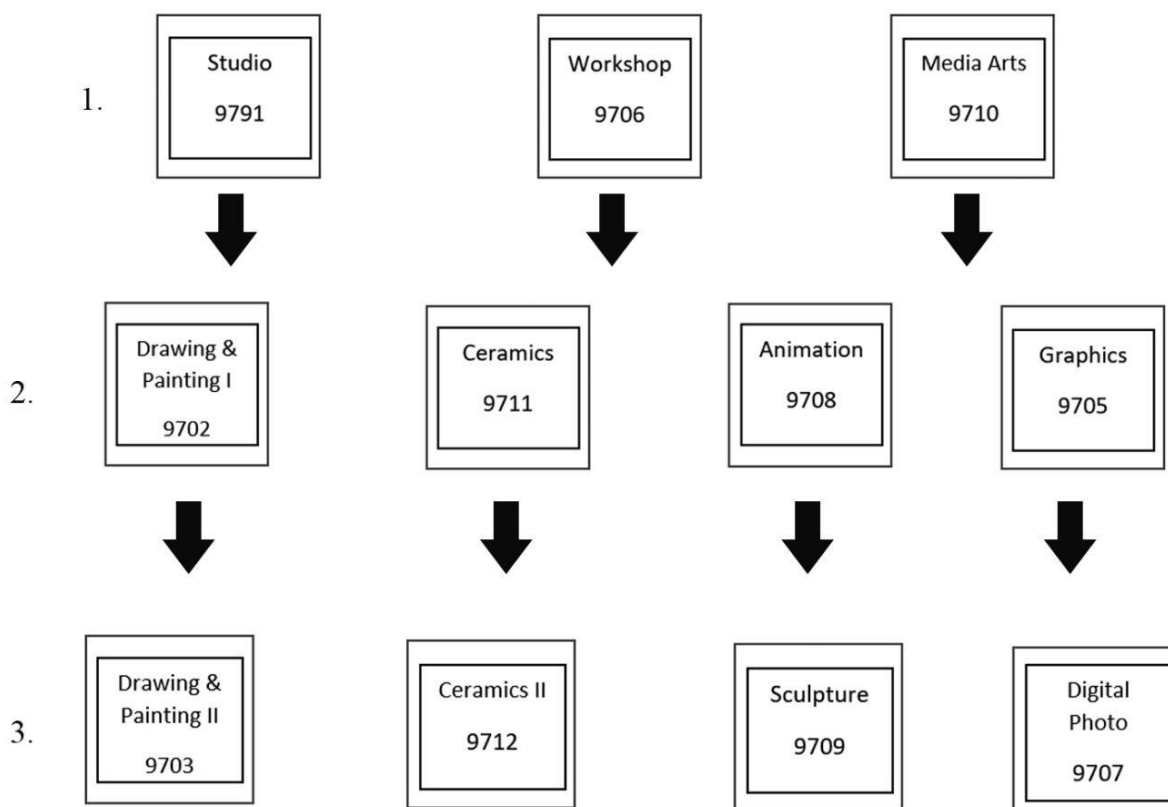 1.
Studio
9791
Workshop
9706
Media Arts
9710
2.
Drawing &
Painting I
9702
Ceramics
9711
Animation
9708
Graphics
9705
3.
Drawing &
Painting II
9703
Ceramics II
9712
Sculpture
9709
Digital
Photo
9707